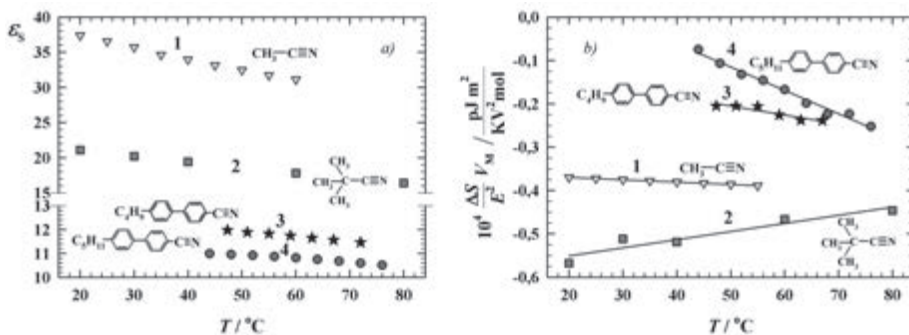 a)
εs
40
35
30
25
20
15
13
12
11
10
1
CH₃–C≡N
2
CH₃
CH₃
C≡N
CH₃
C₄H₉
C≡N
3
C₅H₁₁
C≡N
4
20 30 40 50 60 70 80
T / °C
b)
0,0
-0,1
-0,2
-0,3
-0,4
-0,5
-0,6
10⁴ ΔS/E² V_M / pJ m²/KV²mol
4
C₅H₁₁
C≡N
C₄H₉
C≡N
3
1
CH₃–C≡N
2
CH₃
CH₃
C≡N
CH₃
20 30 40 50 60 70 80
T / °C